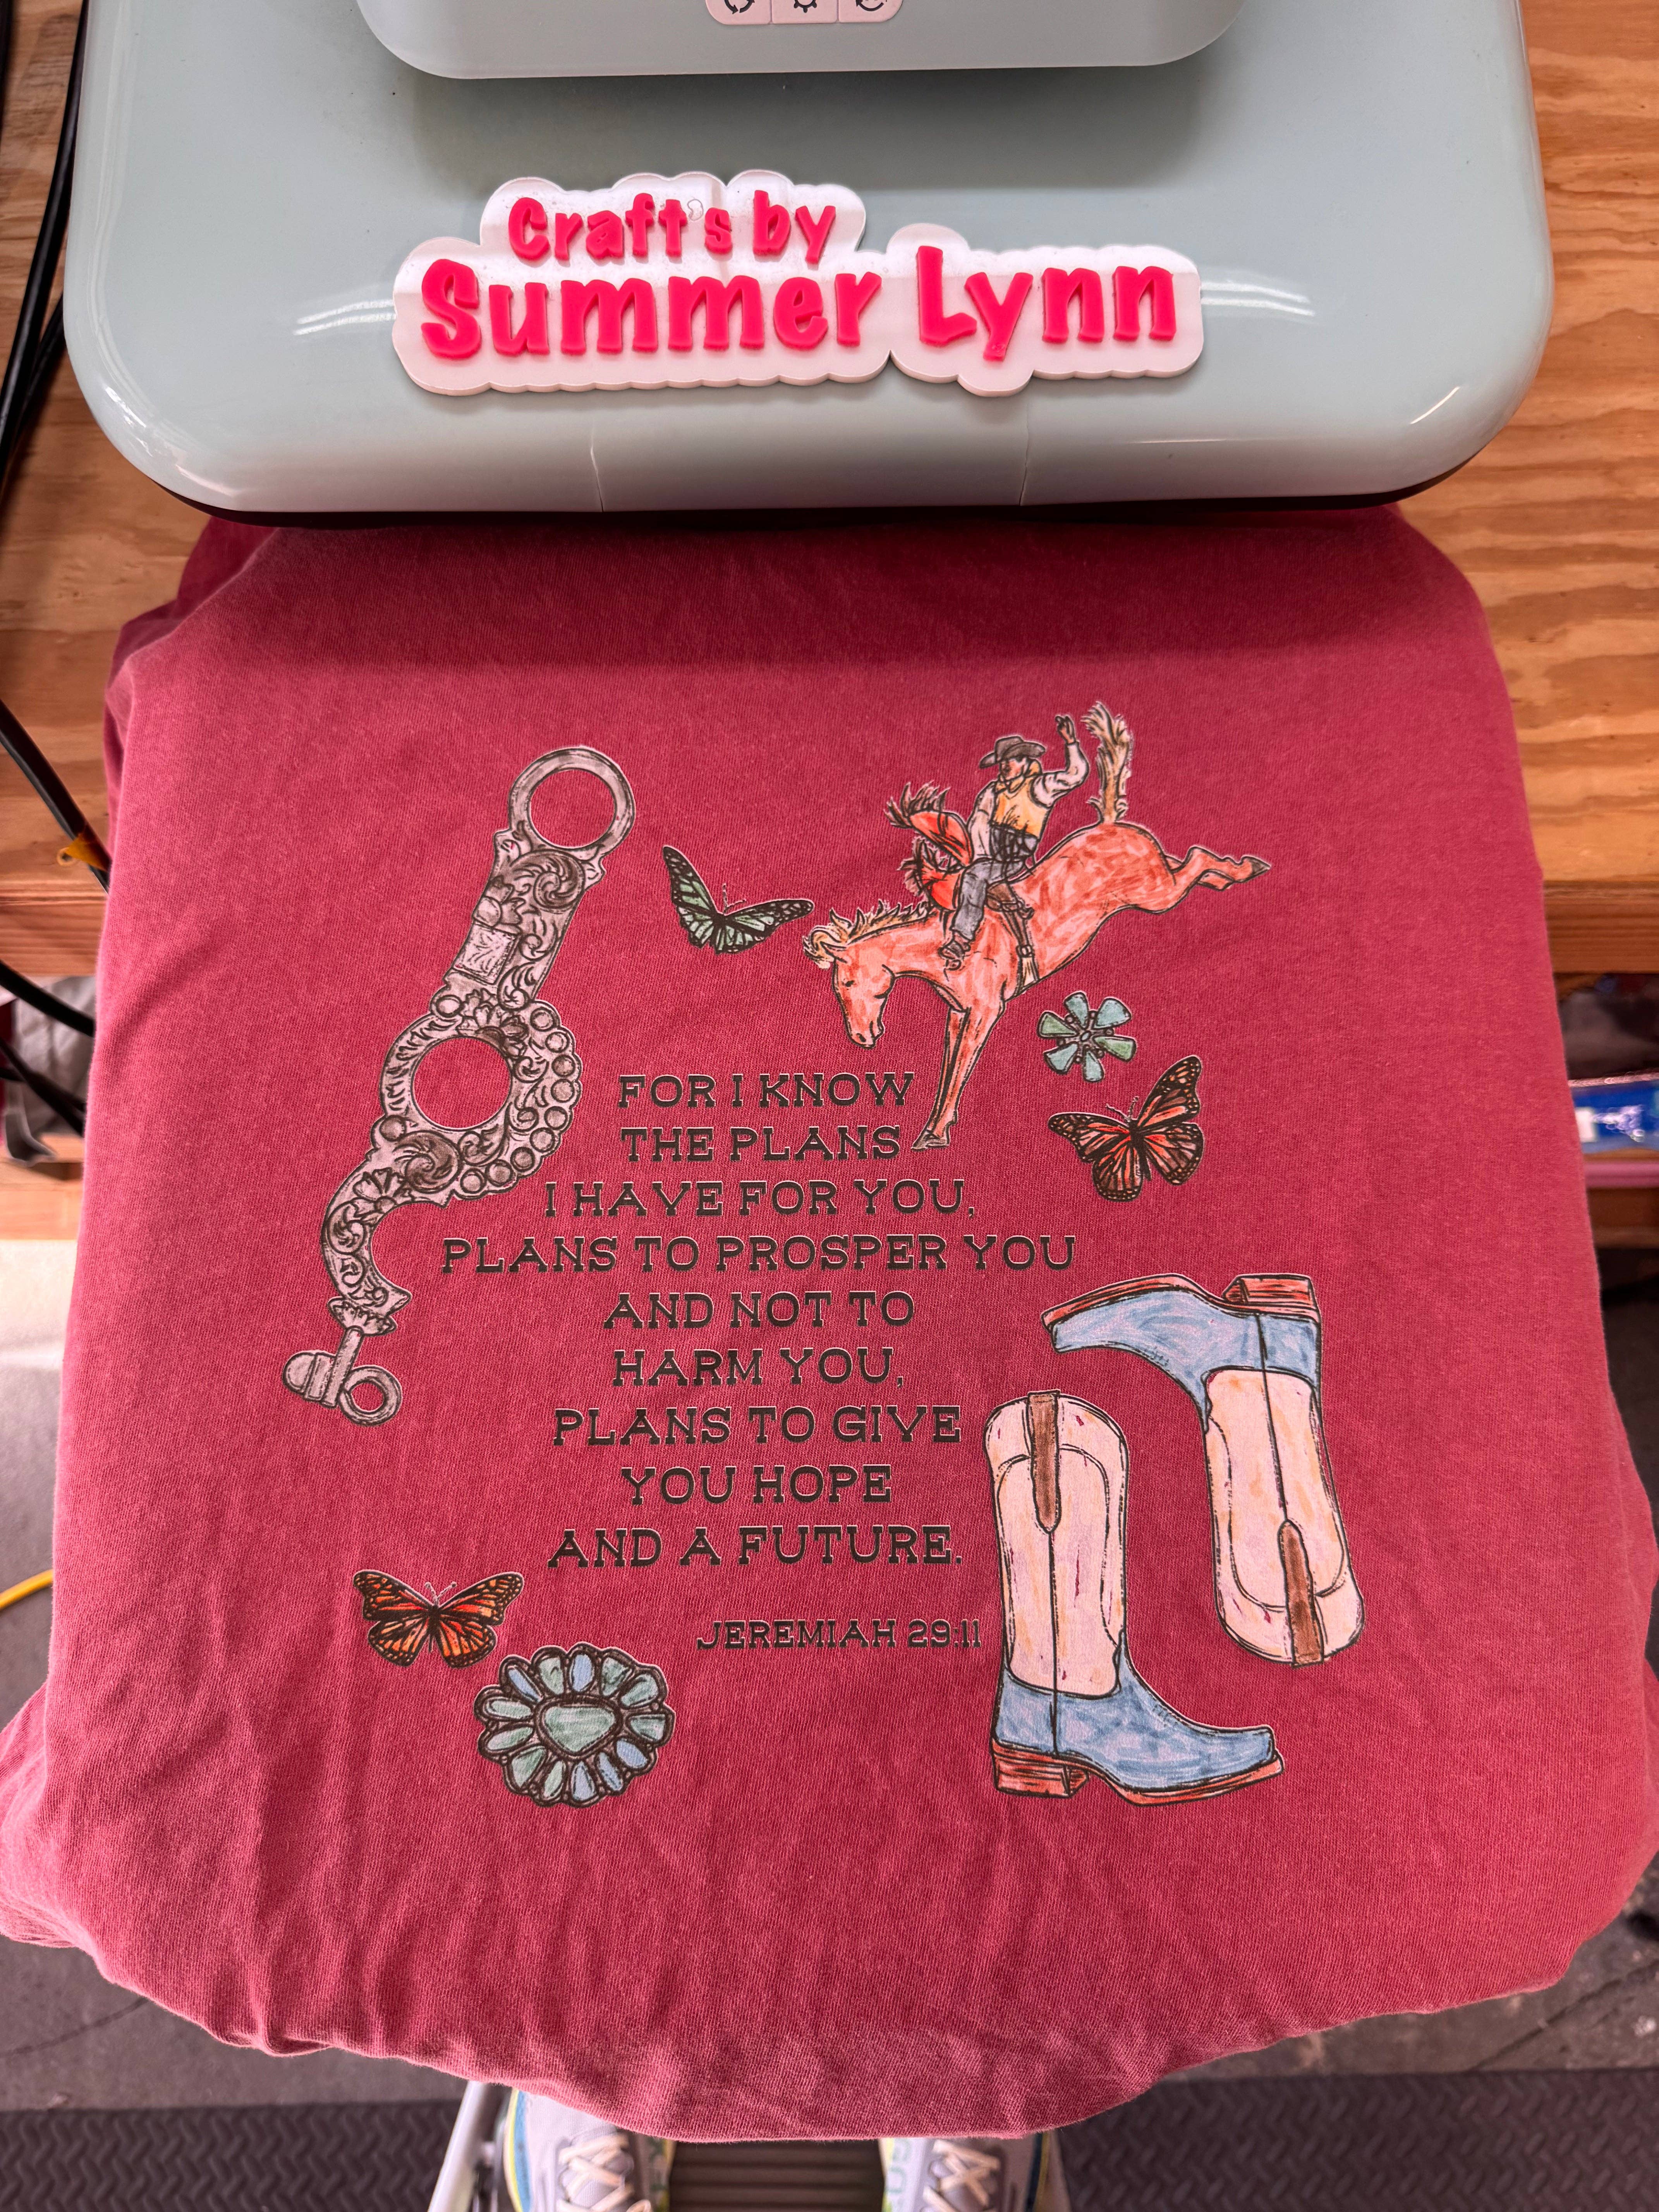 Craft's by
Summer Lynn
FOR I KNOW
THE PLANS
I HAVE FOR YOU,
PLANS TO PROSPER YOU
AND NOT TO
HARM YOU,
PLANS TO GIVE
YOU HOPE
AND A FUTURE.
JEREMIAH 29:11